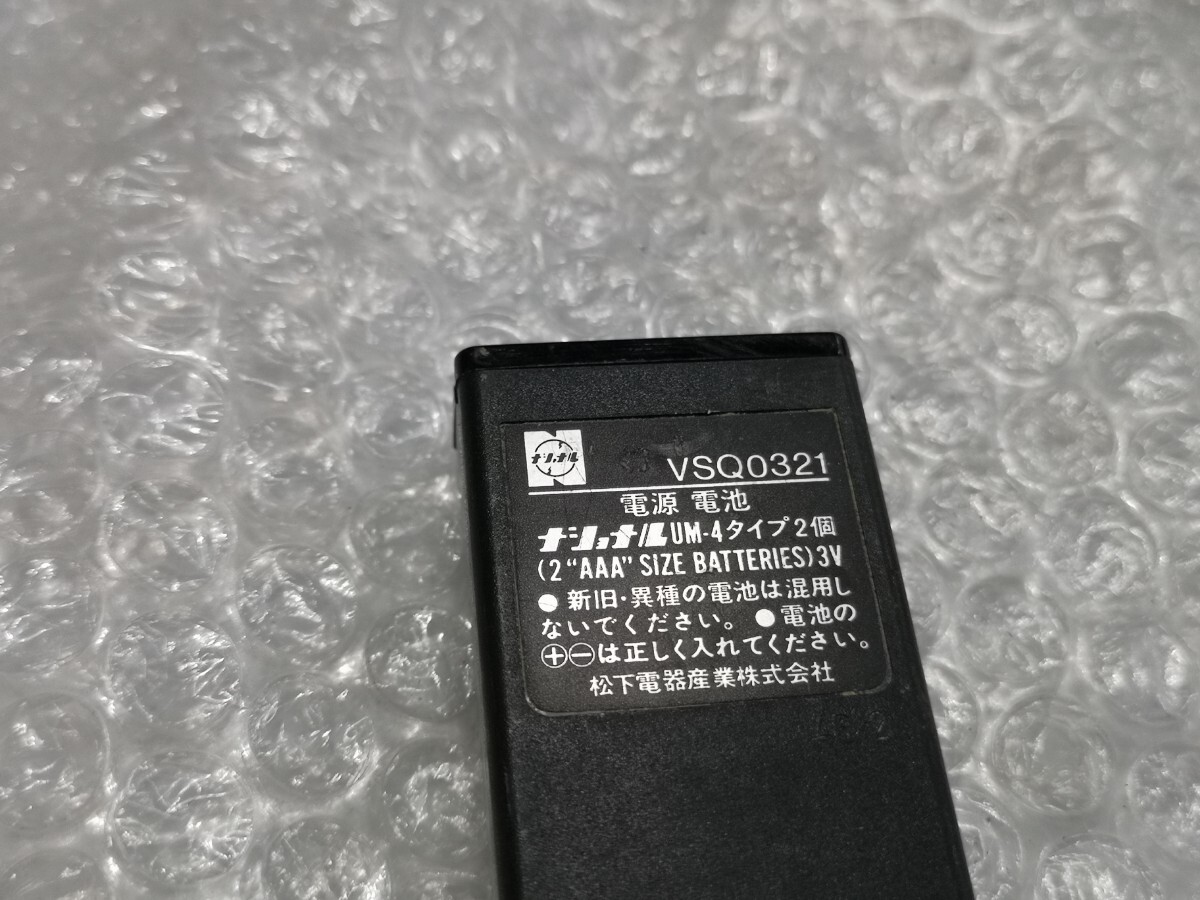 ナショナル
VSQ0321
電源 電池
ナショナルUM-4タイプ2個
(2“AAA” SIZE BATTERIES)3V
● 新旧・異種の電池は混用し
ないでください。 ●電池の
⊕⊖は正しく入れてください。
松下電器産業株式会社